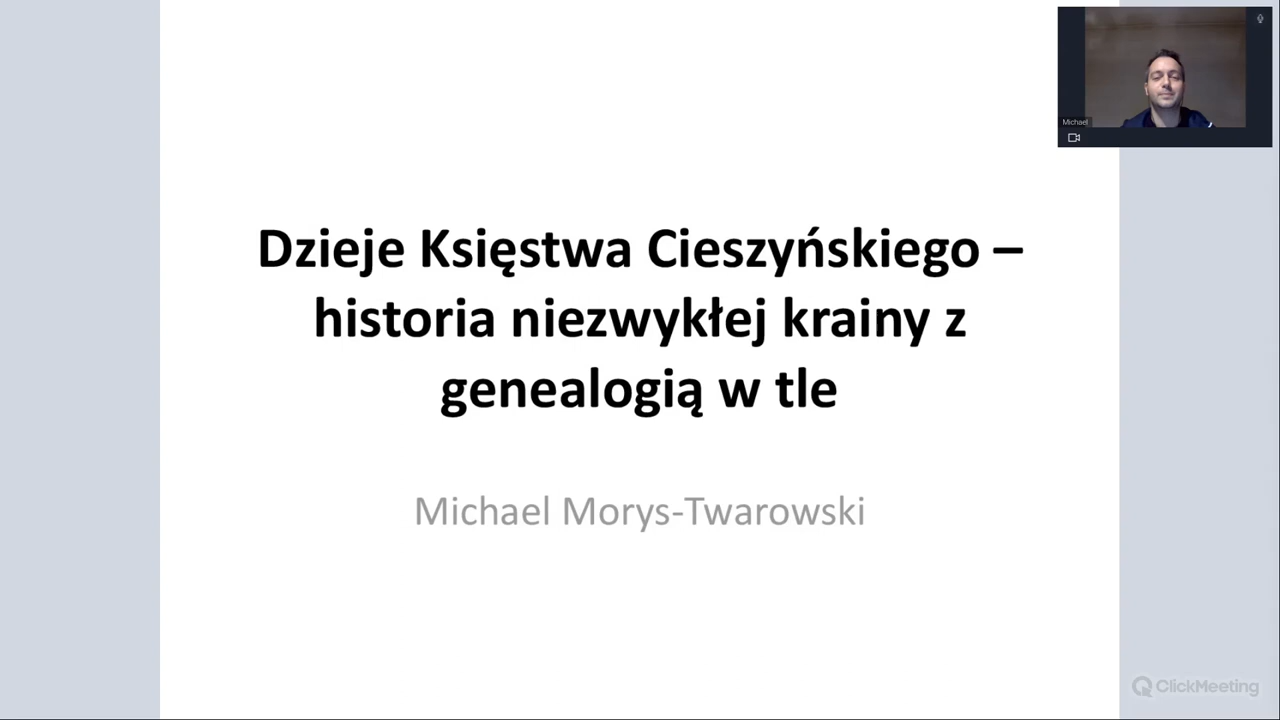 Michael
Dzieje Księstwa Cieszyńskiego –
historia niezwykłej krainy z
genealogią w tle
Michael Morys-Twarowski
ClickMeeting